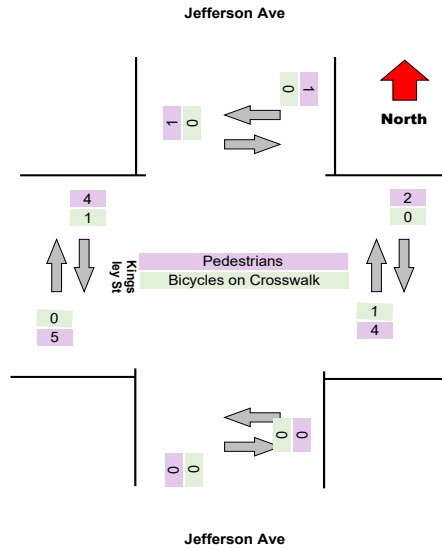 Jefferson Ave
0 1
1 0
North
4
1
2
0
Kings
ley St
Pedestrians
Bicycles on Crosswalk
0
5
1
4
0 0
0 0
Jefferson Ave